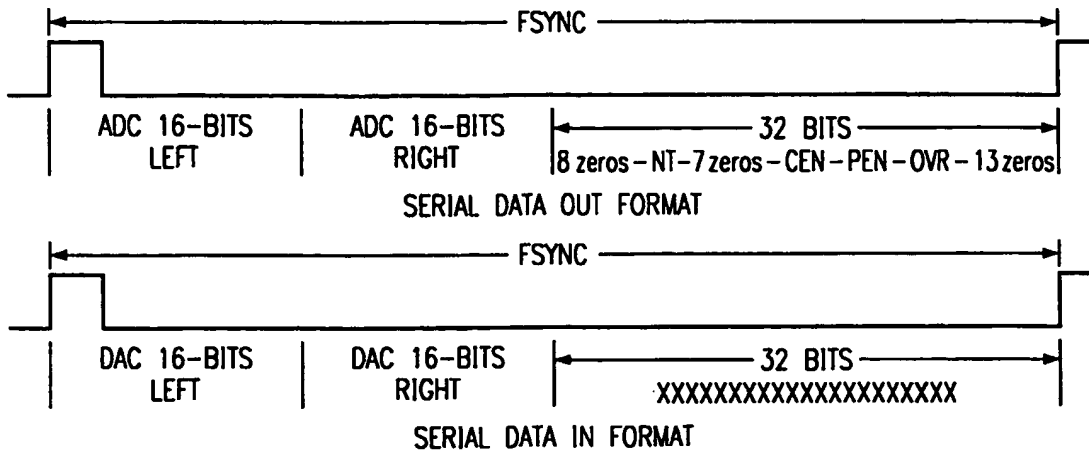 FSYNC
ADC 16-BITS LEFT
ADC 16-BITS RIGHT
32 BITS
8 zeros-NT-7 zeros-CEN-PEN-OVR-13 zeros
SERIAL DATA OUT FORMAT
FSYNC
DAC 16-BITS LEFT
DAC 16-BITS RIGHT
32 BITS
XXXXXXXXXXXXXXXXXXXXX
SERIAL DATA IN FORMAT